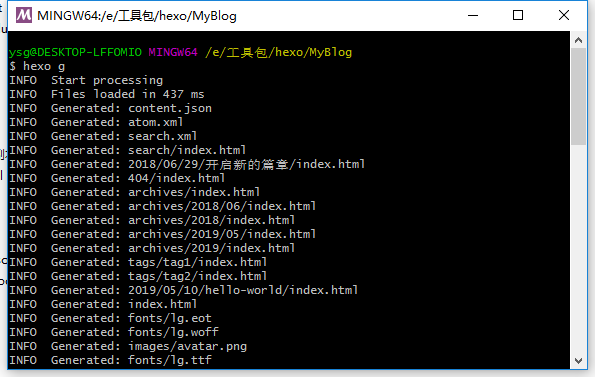 MINGW64:/e/工具包/hexo/MyBlog
ysg@DESKTOP-LFFOMIO MINGW64 /e/工具包/hexo/MyBlog
$ hexo g
INFO  Start processing
INFO  Files loaded in 437 ms
INFO  Generated: content.json
INFO  Generated: atom.xml
INFO  Generated: search.xml
INFO  Generated: search/index.html
INFO  Generated: 2018/06/29/开启新的篇章/index.html
INFO  Generated: 404/index.html
INFO  Generated: archives/index.html
INFO  Generated: archives/2018/06/index.html
INFO  Generated: archives/2018/index.html
INFO  Generated: archives/2019/05/index.html
INFO  Generated: archives/2019/index.html
INFO  Generated: tags/tag1/index.html
INFO  Generated: tags/tag2/index.html
INFO  Generated: 2019/05/10/hello-world/index.html
INFO  Generated: index.html
INFO  Generated: fonts/lg.eot
INFO  Generated: fonts/lg.woff
INFO  Generated: images/avatar.png
INFO  Generated: fonts/lg.ttf